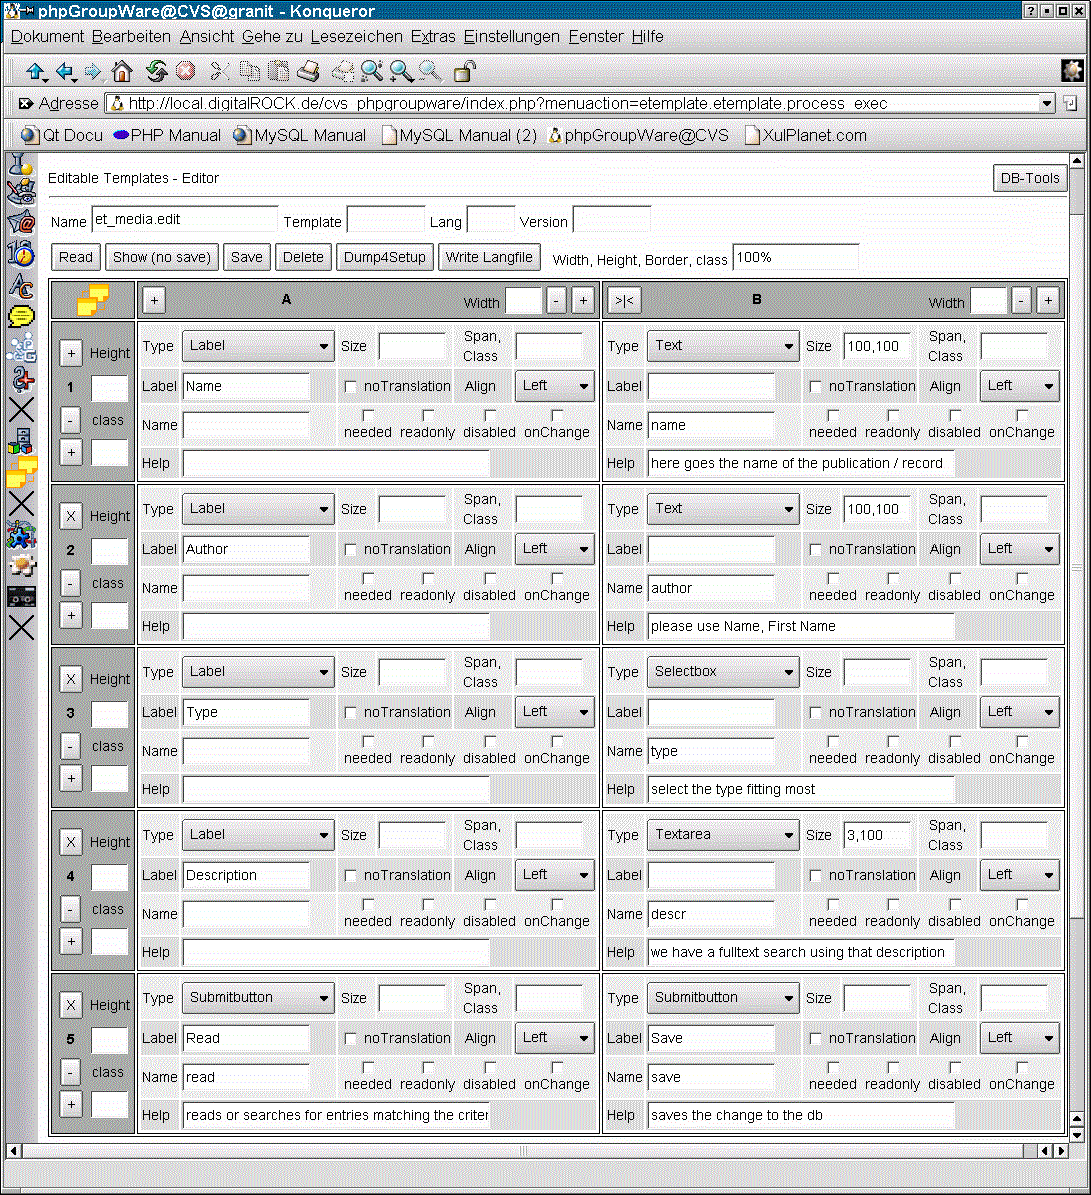 phpGroupWare@CVS@granit - Konqueror
Dokument Bearbeiten Ansicht Gehe zu Lesezeichen Extras Einstellungen Fenster Hilfe
Adresse http://local.digitalROCK.de/cvs_phpgroupware/index.php?menuaction=etemplate.etemplate.process_exec
Qt Docu PHP Manual MySQL Manual MySQL Manual (2) phpGroupWare@CVS XulPlanet.com
Editable Templates - Editor DB-Tools
Name et_media.edit Template Lang Version
Read Show (no save) Save Delete Dump4Setup Write Langfile Width, Height, Border, class 100%
+ A Width - + >|< B Width - +
Type Label Size Span, Class Type Text Size 100,100 Span, Class
+ Height
1 Label Name noTranslation Align Left Label noTranslation Align Left
- class
Name needed readonly disabled onChange Name name needed readonly disabled onChange
+ Help Help here goes the name of the publication / record
Type Label Size Span, Class Type Text Size 100,100 Span, Class
X Height
2 Label Author noTranslation Align Left Label noTranslation Align Left
- class
Name needed readonly disabled onChange Name author needed readonly disabled onChange
+ Help Help please use Name, First Name
Type Label Size Span, Class Type Selectbox Size Span, Class
X Height
3 Label Type noTranslation Align Left Label noTranslation Align Left
- class
Name needed readonly disabled onChange Name type needed readonly disabled onChange
+ Help Help select the type fitting most
Type Label Size Span, Class Type Textarea Size 3,100 Span, Class
X Height
4 Label Description noTranslation Align Left Label noTranslation Align Left
- class
Name needed readonly disabled onChange Name descr needed readonly disabled onChange
+ Help Help we have a fulltext search using that description
Type Submitbutton Size Span, Class Type Submitbutton Size Span, Class
X Height
5 Label Read noTranslation Align Left Label Save noTranslation Align Left
- class
Name read needed readonly disabled onChange Name save needed readonly disabled onChange
+ Help reads or searches for entries matching the criter Help saves the change to the db